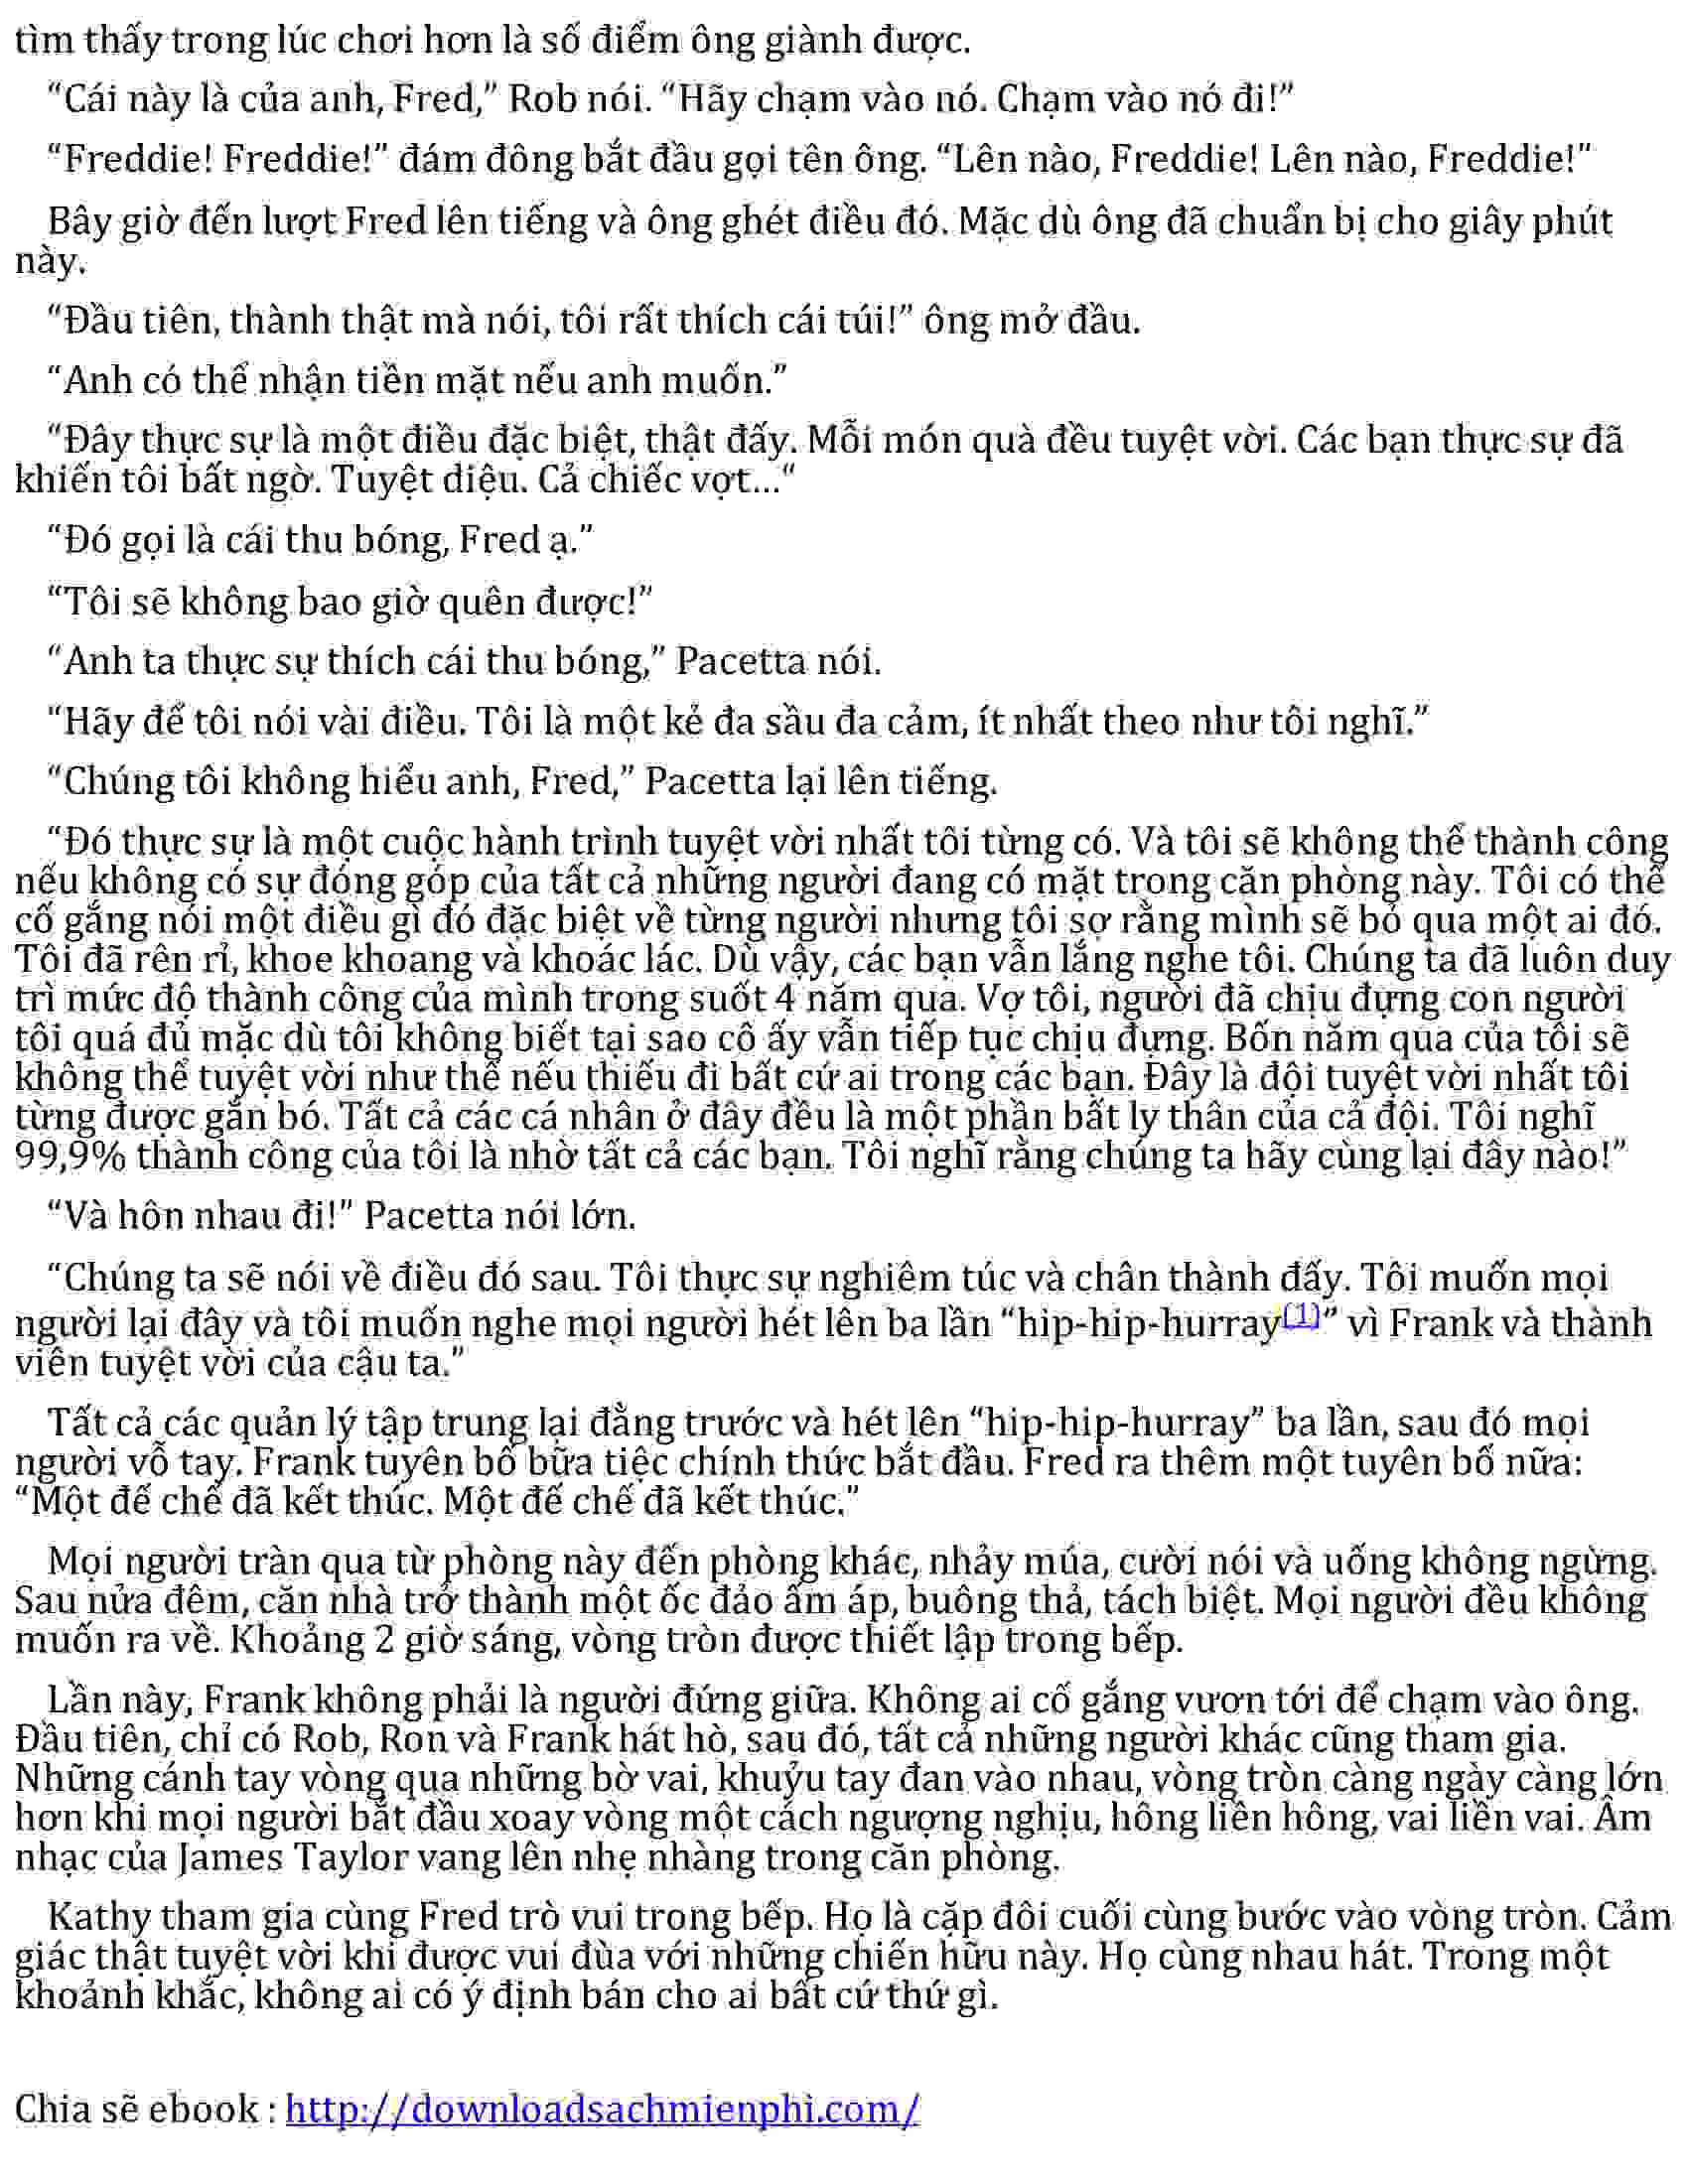 tìm thấy trong lúc chơi hơn là số điểm ông giành được.
“Cái này là của anh, Fred,” Rob nói. “Hãy chạm vào nó. Chạm vào nó đi!”
“Freddie! Freddie!” đám đông bắt đầu gọi tên ông. “Lên nào, Freddie! Lên nào, Freddie!”
Bây giờ đến lượt Fred lên tiếng và ông ghét điều đó. Mặc dù ông đã chuẩn bị cho giây phút
này.
“Đầu tiên, thành thật mà nói, tôi rất thích cái túi!” ông mở đầu.
“Anh có thể nhận tiền mặt nếu anh muốn.”
“Đây thực sự là một điều đặc biệt, thật đấy. Mỗi món quà đều tuyệt vời. Các bạn thực sự đã
khiến tôi bất ngờ. Tuyệt diệu. Cả chiếc vợt...“
“Đó gọi là cái thu bóng, Fred ạ.”
“Tôi sẽ không bao giờ quên được!”
“Anh ta thực sự thích cái thu bóng,” Pacetta nói.
“Hãy để tôi nói vài điều. Tôi là một kẻ đa sầu đa cảm, ít nhất theo như tôi nghĩ.”
“Chúng tôi không hiểu anh, Fred,” Pacetta lại lên tiếng.
“Đó thực sự là một cuộc hành trình tuyệt vời nhất tôi từng có. Và tôi sẽ không thể thành công
nếu không có sự đóng góp của tất cả những người đang có mặt trong căn phòng này. Tôi có thể
cố gắng nói một điều gì đó đặc biệt về từng người nhưng tôi sợ rằng mình sẽ bỏ qua một ai đó.
Tôi đã rên rỉ, khoe khoang và khoác lác. Dù vậy, các bạn vẫn lắng nghe tôi. Chúng ta đã luôn duy
trì mức độ thành công của mình trong suốt 4 năm qua. Vợ tôi, người đã chịu đựng con người
tôi quá đủ mặc dù tôi không biết tại sao cô ấy vẫn tiếp tục chịu đựng. Bốn năm qua của tôi sẽ
không thể tuyệt vời như thế nếu thiếu đi bất cứ ai trong các bạn. Đây là đội tuyệt vời nhất tôi
từng được gắn bó. Tất cả các cá nhân ở đây đều là một phần bất ly thân của cả đội. Tôi nghĩ
99,9% thành công của tôi là nhờ tất cả các bạn. Tôi nghĩ rằng chúng ta hãy cùng lại đây nào!”
“Và hôn nhau đi!” Pacetta nói lớn.
“Chúng ta sẽ nói về điều đó sau. Tôi thực sự nghiêm túc và chân thành đấy. Tôi muốn mọi
người lại đây và tôi muốn nghe mọi người hét lên ba lần “hip-hip-hurray[1]” vì Frank và thành
viên tuyệt vời của cậu ta.”
Tất cả các quản lý tập trung lại đằng trước và hét lên “hip-hip-hurray” ba lần, sau đó mọi
người vỗ tay. Frank tuyên bố bữa tiệc chính thức bắt đầu. Fred ra thêm một tuyên bố nữa:
“Một đế chế đã kết thúc. Một đế chế đã kết thúc.”
Mọi người tràn qua từ phòng này đến phòng khác, nhảy múa, cười nói và uống không ngừng.
Sau nửa đêm, căn nhà trở thành một ốc đảo ấm áp, buông thả, tách biệt. Mọi người đều không
muốn ra về. Khoảng 2 giờ sáng, vòng tròn được thiết lập trong bếp.
Lần này, Frank không phải là người đứng giữa. Không ai cố gắng vươn tới để chạm vào ông.
Đầu tiên, chỉ có Rob, Ron và Frank hát hò, sau đó, tất cả những người khác cũng tham gia.
Những cánh tay vòng qua những bờ vai, khuỷu tay đan vào nhau, vòng tròn càng ngày càng lớn
hơn khi mọi người bắt đầu xoay vòng một cách ngượng nghịu, hông liền hông, vai liền vai. Âm
nhạc của James Taylor vang lên nhẹ nhàng trong căn phòng.
Kathy tham gia cùng Fred trò vui trong bếp. Họ là cặp đôi cuối cùng bước vào vòng tròn. Cảm
giác thật tuyệt vời khi được vui đùa với những chiến hữu này. Họ cùng nhau hát. Trong một
khoảnh khắc, không ai có ý định bán cho ai bất cứ thứ gì.
Chia sẽ ebook : http://downloadsachmienphi.com/